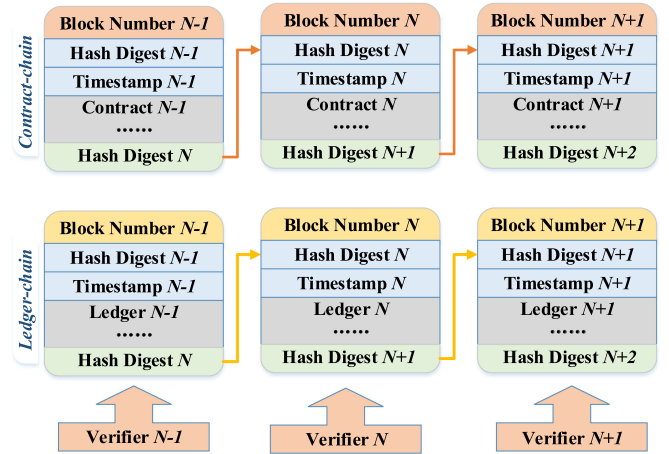 Contract-chain
Block Number N-1
Hash Digest N-1
Timestamp N-1
Contract N-1
......
Hash Digest N
Block Number N
Hash Digest N
Timestamp N
Contract N
......
Hash Digest N+1
Block Number N+1
Hash Digest N+1
Timestamp N+1
Contract N+1
......
Hash Digest N+2
Ledger-chain
Block Number N-1
Hash Digest N-1
Timestamp N-1
Ledger N-1
......
Hash Digest N
Block Number N
Hash Digest N
Timestamp N
Ledger N
......
Hash Digest N+1
Block Number N+1
Hash Digest N+1
Timestamp N+1
Ledger N+1
......
Hash Digest N+2
Verifier N-1
Verifier N
Verifier N+1